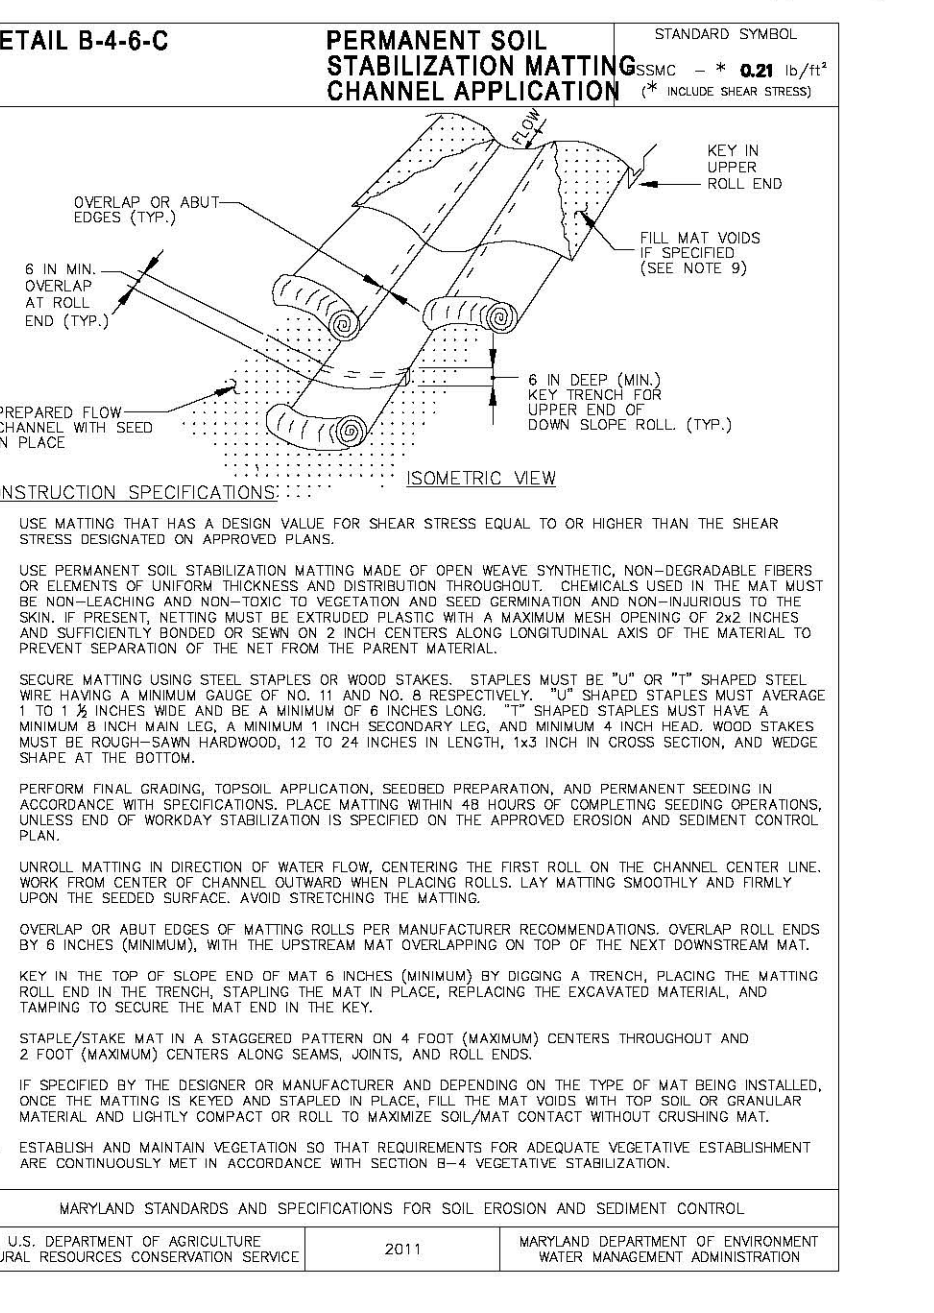 ETAIL B-4-6-C
PERMANENT SOIL
STABILIZATION MATTING
CHANNEL APPLICATION
STANDARD SYMBOL
SSMC - * 0.21 lb/ft²
(* INCLUDE SHEAR STRESS)
FLOW
KEY IN
UPPER
ROLL END
OVERLAP OR ABUT
EDGES (TYP.)
FILL MAT VOIDS
IF SPECIFIED
(SEE NOTE 9)
6 IN MIN.
OVERLAP
AT ROLL
END (TYP.)
6 IN DEEP (MIN.)
KEY TRENCH FOR
UPPER END OF
DOWN SLOPE ROLL. (TYP.)
PREPARED FLOW
CHANNEL WITH SEED
N PLACE
ISOMETRIC VIEW
NSTRUCTION SPECIFICATIONS:
USE MATTING THAT HAS A DESIGN VALUE FOR SHEAR STRESS EQUAL TO OR HIGHER THAN THE SHEAR
STRESS DESIGNATED ON APPROVED PLANS.
USE PERMANENT SOIL STABILIZATION MATTING MADE OF OPEN WEAVE SYNTHETIC, NON-DEGRADABLE FIBERS
OR ELEMENTS OF UNIFORM THICKNESS AND DISTRIBUTION THROUGHOUT. CHEMICALS USED IN THE MAT MUST
BE NON-LEACHING AND NON-TOXIC TO VEGETATION AND SEED GERMINATION AND NON-INJURIOUS TO THE
SKIN. IF PRESENT, NETTING MUST BE EXTRUDED PLASTIC WITH A MAXIMUM MESH OPENING OF 2x2 INCHES
AND SUFFICIENTLY BONDED OR SEWN ON 2 INCH CENTERS ALONG LONGITUDINAL AXIS OF THE MATERIAL TO
PREVENT SEPARATION OF THE NET FROM THE PARENT MATERIAL.
SECURE MATTING USING STEEL STAPLES OR WOOD STAKES. STAPLES MUST BE "U" OR "T" SHAPED STEEL
WIRE HAVING A MINIMUM GAUGE OF NO. 11 AND NO. 8 RESPECTIVELY. "U" SHAPED STAPLES MUST AVERAGE
1 TO 1 ½ INCHES WIDE AND BE A MINIMUM OF 6 INCHES LONG. "T" SHAPED STAPLES MUST HAVE A
MINIMUM 8 INCH MAIN LEG, A MINIMUM 1 INCH SECONDARY LEG, AND MINIMUM 4 INCH HEAD. WOOD STAKES
MUST BE ROUGH-SAWN HARDWOOD, 12 TO 24 INCHES IN LENGTH, 1x3 INCH IN CROSS SECTION, AND WEDGE
SHAPE AT THE BOTTOM.
PERFORM FINAL GRADING, TOPSOIL APPLICATION, SEEDBED PREPARATION, AND PERMANENT SEEDING IN
ACCORDANCE WITH SPECIFICATIONS. PLACE MATTING WITHIN 48 HOURS OF COMPLETING SEEDING OPERATIONS,
UNLESS END OF WORKDAY STABILIZATION IS SPECIFIED ON THE APPROVED EROSION AND SEDIMENT CONTROL
PLAN.
UNROLL MATTING IN DIRECTION OF WATER FLOW, CENTERING THE FIRST ROLL ON THE CHANNEL CENTER LINE.
WORK FROM CENTER OF CHANNEL OUTWARD WHEN PLACING ROLLS. LAY MATTING SMOOTHLY AND FIRMLY
UPON THE SEEDED SURFACE. AVOID STRETCHING THE MATTING.
OVERLAP OR ABUT EDGES OF MATTING ROLLS PER MANUFACTURER RECOMMENDATIONS. OVERLAP ROLL ENDS
BY 6 INCHES (MINIMUM), WITH THE UPSTREAM MAT OVERLAPPING ON TOP OF THE NEXT DOWNSTREAM MAT.
KEY IN THE TOP OF SLOPE END OF MAT 6 INCHES (MINIMUM) BY DIGGING A TRENCH, PLACING THE MATTING
ROLL END IN THE TRENCH, STAPLING THE MAT IN PLACE, REPLACING THE EXCAVATED MATERIAL, AND
TAMPING TO SECURE THE MAT END IN THE KEY.
STAPLE/STAKE MAT IN A STAGGERED PATTERN ON 4 FOOT (MAXIMUM) CENTERS THROUGHOUT AND
2 FOOT (MAXIMUM) CENTERS ALONG SEAMS, JOINTS, AND ROLL ENDS.
IF SPECIFIED BY THE DESIGNER OR MANUFACTURER AND DEPENDING ON THE TYPE OF MAT BEING INSTALLED,
ONCE THE MATTING IS KEYED AND STAPLED IN PLACE, FILL THE MAT VOIDS WITH TOP SOIL OR GRANULAR
MATERIAL AND LIGHTLY COMPACT OR ROLL TO MAXIMIZE SOIL/MAT CONTACT WITHOUT CRUSHING MAT.
ESTABLISH AND MAINTAIN VEGETATION SO THAT REQUIREMENTS FOR ADEQUATE VEGETATIVE ESTABLISHMENT
ARE CONTINUOUSLY MET IN ACCORDANCE WITH SECTION B-4 VEGETATIVE STABILIZATION.
MARYLAND STANDARDS AND SPECIFICATIONS FOR SOIL EROSION AND SEDIMENT CONTROL
U.S. DEPARTMENT OF AGRICULTURE
URAL RESOURCES CONSERVATION SERVICE
2011
MARYLAND DEPARTMENT OF ENVIRONMENT
WATER MANAGEMENT ADMINISTRATION